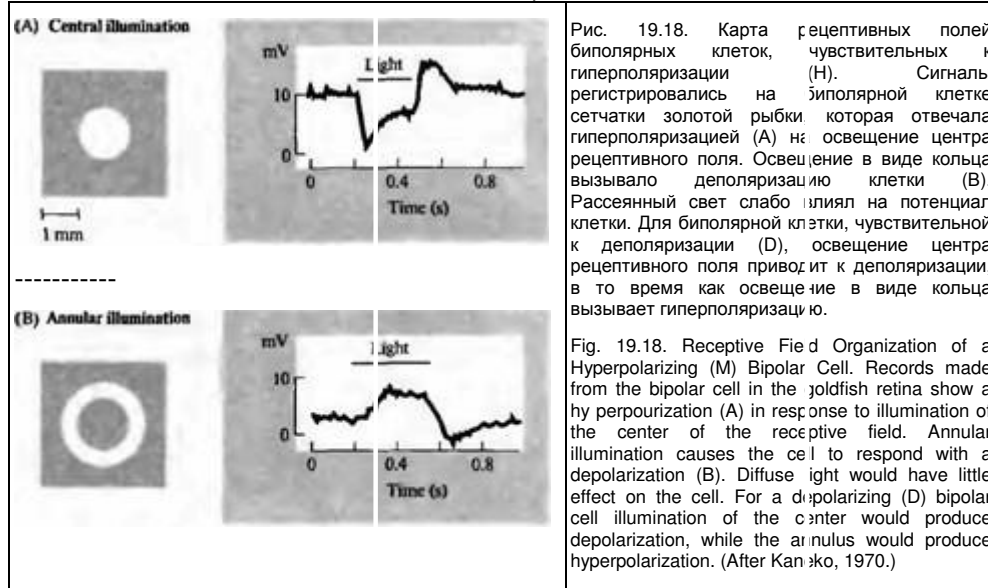 (A) Central illumination
mV
Light
10
0
0 0.4 0.8
Time (s)
1 mm
-----------
(B) Annular illumination
mV
Light
10
0
0 0.4 0.8
Time (s)
Рис. 19.18. Карта рецептивных полей
биполярных клеток, чувствительных к
гиперполяризации (Н). Сигналы
регистрировались на биполярной клетке
сетчатки золотой рыбки, которая отвечала
гиперполяризацией (А) на освещение центра
рецептивного поля. Освещение в виде кольца
вызывало деполяризацию клетки (В).
Рассеянный свет слабо влиял на потенциал
клетки. Для биполярной клетки, чувствительной
к деполяризации (D), освещение центра
рецептивного поля приводит к деполяризации,
в то время как освещение в виде кольца
вызывает гиперполяризацию.
Fig. 19.18. Receptive Field Organization of a
Hyperpolarizing (M) Bipolar Cell. Records made
from the bipolar cell in the goldfish retina show a
hy perpourization (A) in response to illumination of
the center of the receptive field. Annular
illumination causes the cell to respond with a
depolarization (B). Diffuse light would have little
effect on the cell. For a depolarizing (D) bipolar
cell illumination of the center would produce
depolarization, while the annulus would produce
hyperpolarization. (After Kaneko, 1970.)